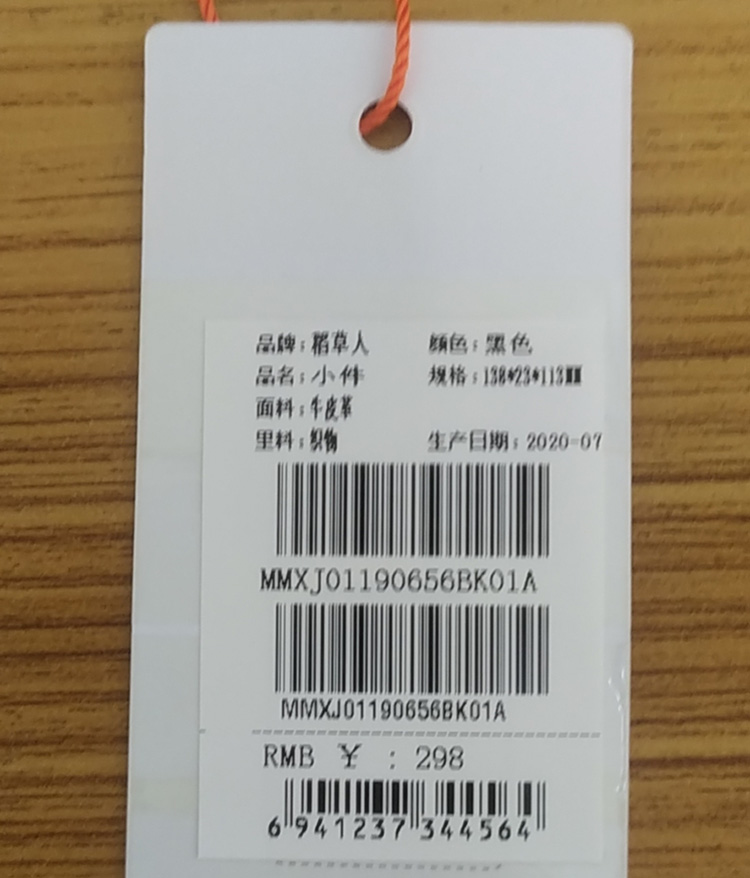 品牌：稻草人 颜色：黑色
品名：小件 规格：138*23*113MM
面料：牛皮革
里料：织物 生产日期：2020-07
MMXJ01190656BK01A
MMXJ01190656BK01A
RMB ￥ : 298
6 941237 344564